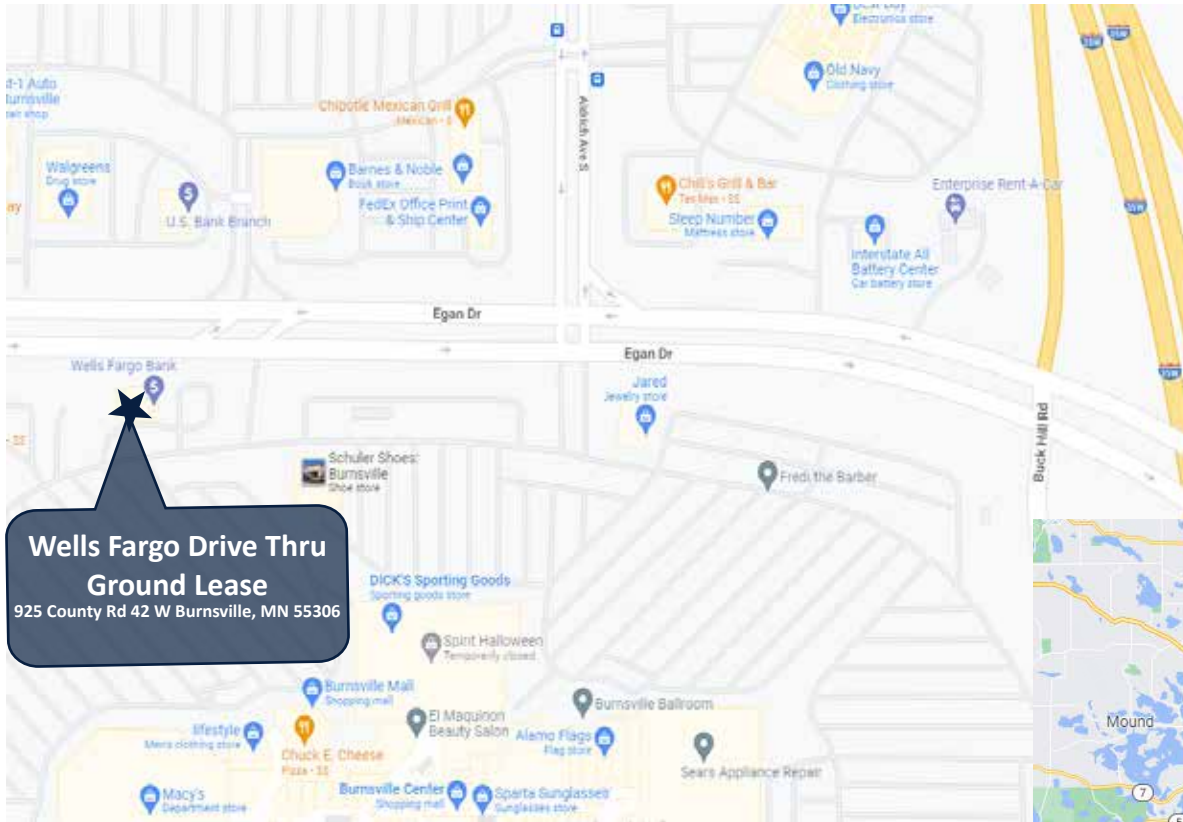 Electronics store
Old Navy
Clothing store
Chipotle Mexican Grill
Mexican • $
Aldrich Ave S
Walgreens
Drug store
U.S. Bank Branch
Barnes & Noble
Book store
FedEx Office Print
& Ship Center
Chili's Grill & Bar
Tex-Mex • $$
Sleep Number
Mattress store
Enterprise Rent-A-Car
Interstate All
Battery Center
Car battery store
35W
35W
35W
Egan Dr
Egan Dr
Wells Fargo Bank
Jared
Jewelry store
Buck Hill Rd
Schuler Shoes:
Burnsville
Shoe store
Fredi the Barber
Wells Fargo Drive Thru
Ground Lease
925 County Rd 42 W Burnsville, MN 55306
DICK'S Sporting Goods
Sporting goods store
Spirit Halloween
Temporarily closed
Burnsville Mall
Shopping mall
El Maquinon
Beauty Salon
Burnsville Ballroom
lifestyle
Men's clothing store
Chuck E. Cheese
Pizza • $$
Alamo Flags
Flag store
Sears Appliance Repair
Macy's
Department store
Burnsville Center
Shopping mall
Sparta Sunglasses
Sunglasses store
Mound
7